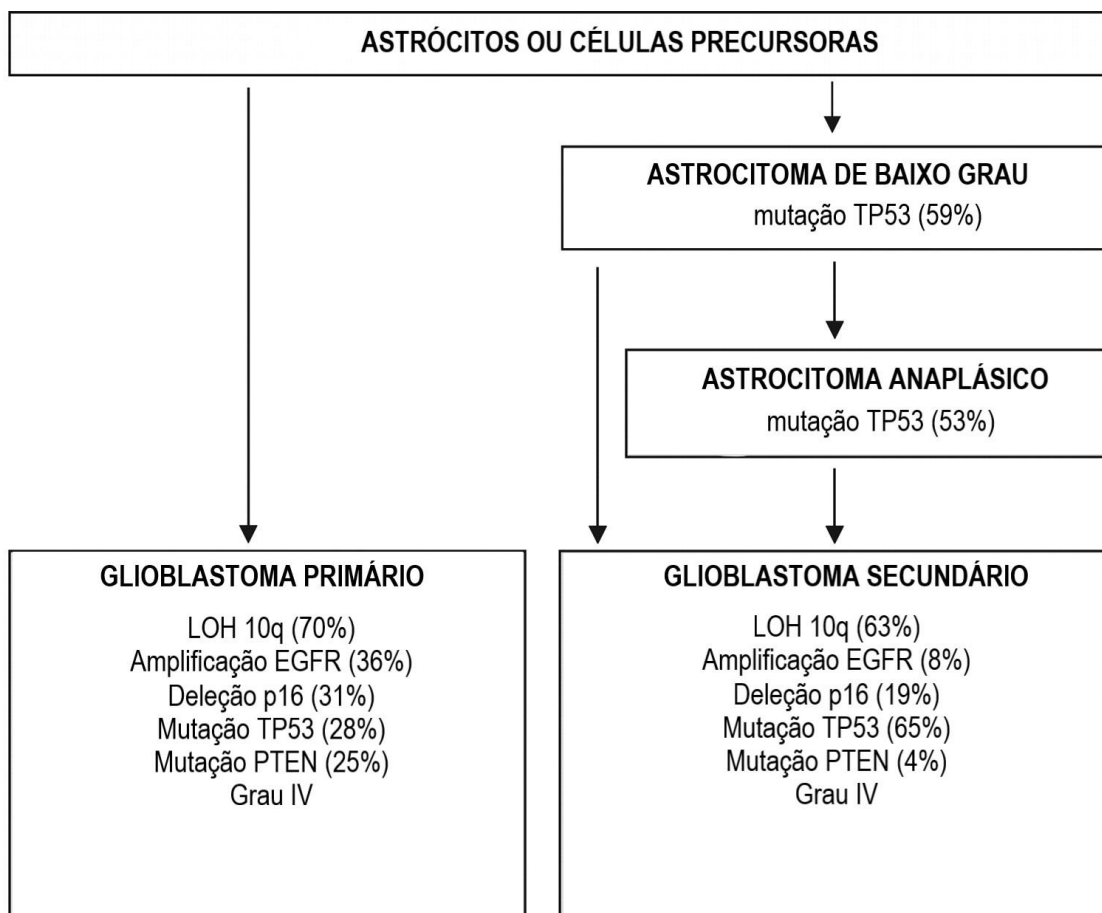 ASTRÓCITOS OU CÉLULAS PRECURSORAS
ASTROCITOMA DE BAIXO GRAU
mutação TP53 (59%)
ASTROCITOMA ANAPLÁSICO
mutação TP53 (53%)
GLIOBLASTOMA PRIMÁRIO
LOH 10q (70%)
Amplificação EGFR (36%)
Deleção p16 (31%)
Mutação TP53 (28%)
Mutação PTEN (25%)
Grau IV
GLIOBLASTOMA SECUNDÁRIO
LOH 10q (63%)
Amplificação EGFR (8%)
Deleção p16 (19%)
Mutação TP53 (65%)
Mutação PTEN (4%)
Grau IV